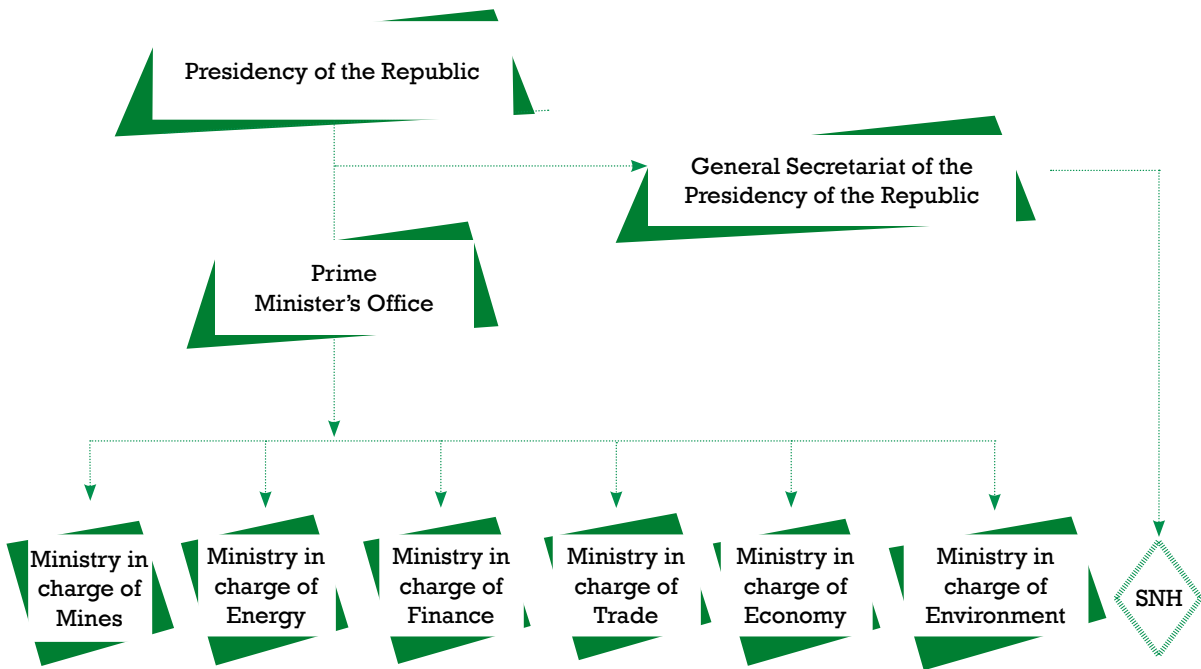 Presidency of the Republic
General Secretariat of the
Presidency of the Republic
Prime
Minister’s Office
Ministry in
charge of
Mines
Ministry in
charge of
Energy
Ministry in
charge of
Finance
Ministry in
charge of
Trade
Ministry in
charge of
Economy
Ministry in
charge of
Environment
SNH